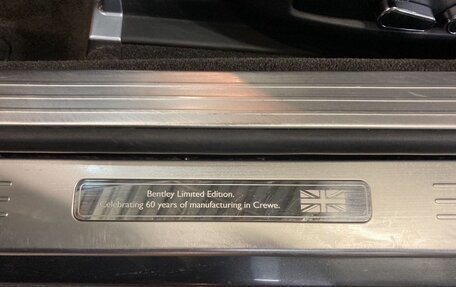 Bentley Limited Edition.
Celebrating 60 years of manufacturing in Crewe.